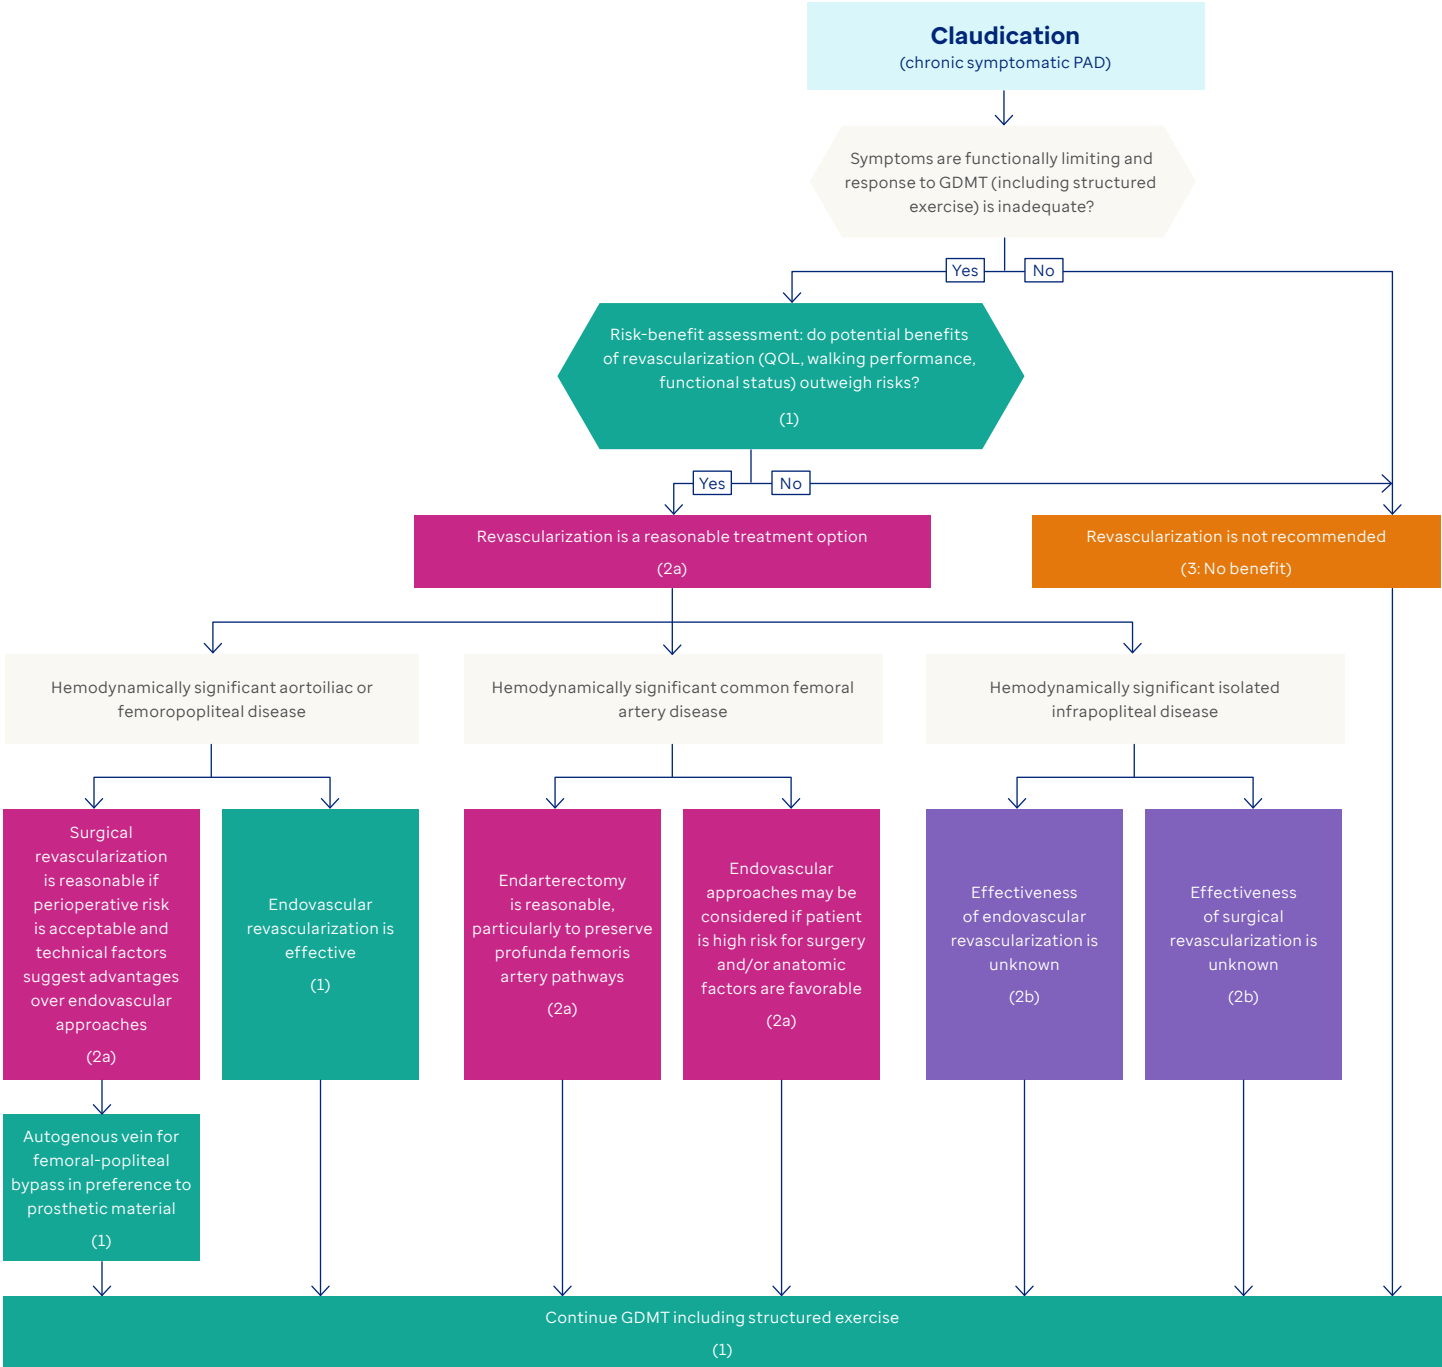 Claudication
(chronic symptomatic PAD)
Symptoms are functionally limiting and
response to GDMT (including structured
exercise) is inadequate?
Yes
No
Risk-benefit assessment: do potential benefits
of revascularization (QOL, walking performance,
functional status) outweigh risks?
(1)
Yes
No
Revascularization is a reasonable treatment option
(2a)
Revascularization is not recommended
(3: No benefit)
Hemodynamically significant aortoiliac or
femoropopliteal disease
Hemodynamically significant common femoral
artery disease
Hemodynamically significant isolated
infrapopliteal disease
Surgical
revascularization
is reasonable if
perioperative risk
is acceptable and
technical factors
suggest advantages
over endovascular
approaches
(2a)
Endovascular
revascularization is
effective
(1)
Endarterectomy
is reasonable,
particularly to preserve
profunda femoris
artery pathways
(2a)
Endovascular
approaches may be
considered if patient
is high risk for surgery
and/or anatomic
factors are favorable
(2a)
Effectiveness
of endovascular
revascularization is
unknown
(2b)
Effectiveness
of surgical
revascularization is
unknown
(2b)
Autogenous vein for
femoral-popliteal
bypass in preference to
prosthetic material
(1)
Continue GDMT including structured exercise
(1)